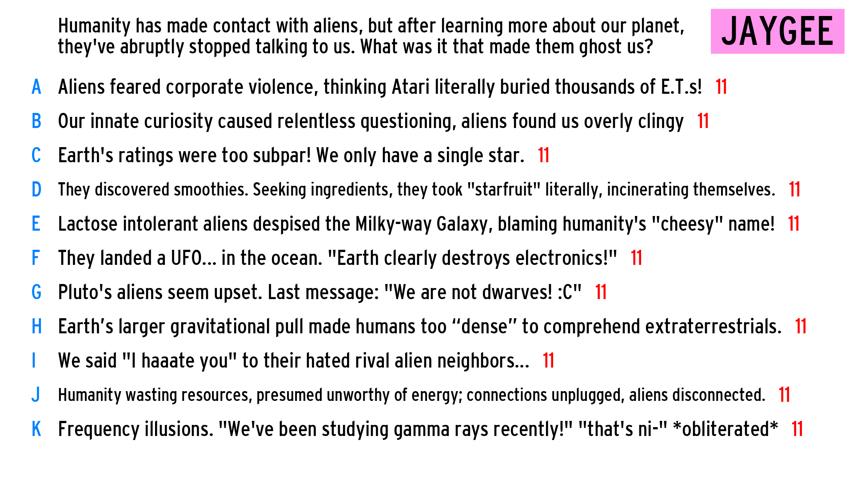 Humanity has made contact with aliens, but after learning more about our planet,
they've abruptly stopped talking to us. What was it that made them ghost us?
JAYGEE
A Aliens feared corporate violence, thinking Atari literally buried thousands of E.T.s! 11
B Our innate curiosity caused relentless questioning, aliens found us overly clingy 11
C Earth's ratings were too subpar! We only have a single star. 11
D They discovered smoothies. Seeking ingredients, they took "starfruit" literally, incinerating themselves. 11
E Lactose intolerant aliens despised the Milky-way Galaxy, blaming humanity's "cheesy" name! 11
F They landed a UFO... in the ocean. "Earth clearly destroys electronics!" 11
G Pluto's aliens seem upset. Last message: "We are not dwarves! :C" 11
H Earth’s larger gravitational pull made humans too “dense” to comprehend extraterrestrials. 11
I We said "I haaate you" to their hated rival alien neighbors... 11
J Humanity wasting resources, presumed unworthy of energy; connections unplugged, aliens disconnected. 11
K Frequency illusions. "We've been studying gamma rays recently!" "that's ni-" *obliterated* 11